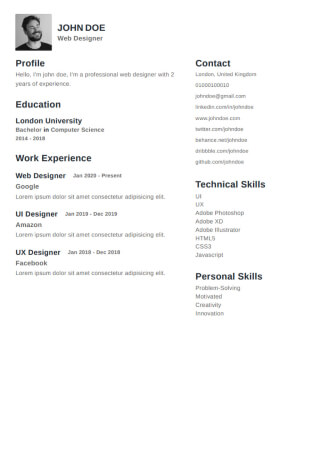 JOHN DOE
Web Designer
Profile
Hello, I'm john doe, I'm a professional web designer with 2
years of experience.
Education
London University
Bachelor in Computer Science
2014 - 2018
Work Experience
Web Designer Jan 2020 - Present
Google
Lorem ipsum dolor sit amet consectetur adipisicing elit.
UI Designer Jan 2019 - Dec 2019
Amazon
Lorem ipsum dolor sit amet consectetur adipisicing elit.
UX Designer Jan 2018 - Dec 2018
Facebook
Lorem ipsum dolor sit amet consectetur adipisicing elit.
Contact
London, United Kingdom
01000100010
johndoe@gmail.com
linkedin.com/in/johndoe
www.johndoe.com
twitter.com/johndoe
behance.net/johndoe
dribbble.com/johndoe
github.com/johndoe
Technical Skills
UI
UX
Adobe Photoshop
Adobe XD
Adobe Illustrator
HTML5
CSS3
Javascript
Personal Skills
Problem-Solving
Motivated
Creativity
Innovation